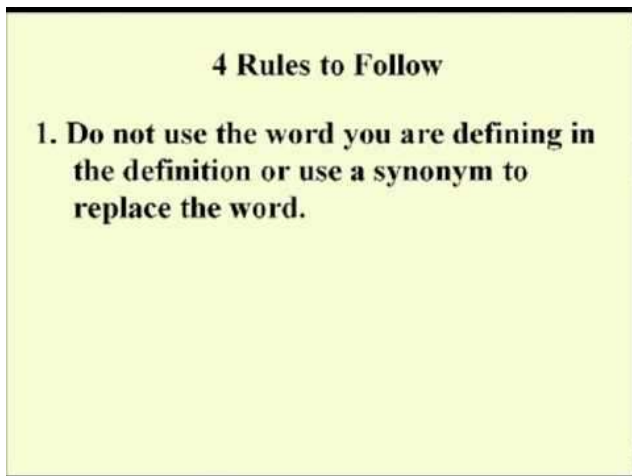 4 Rules to Follow
1. Do not use the word you are defining in
the definition or use a synonym to
replace the word.